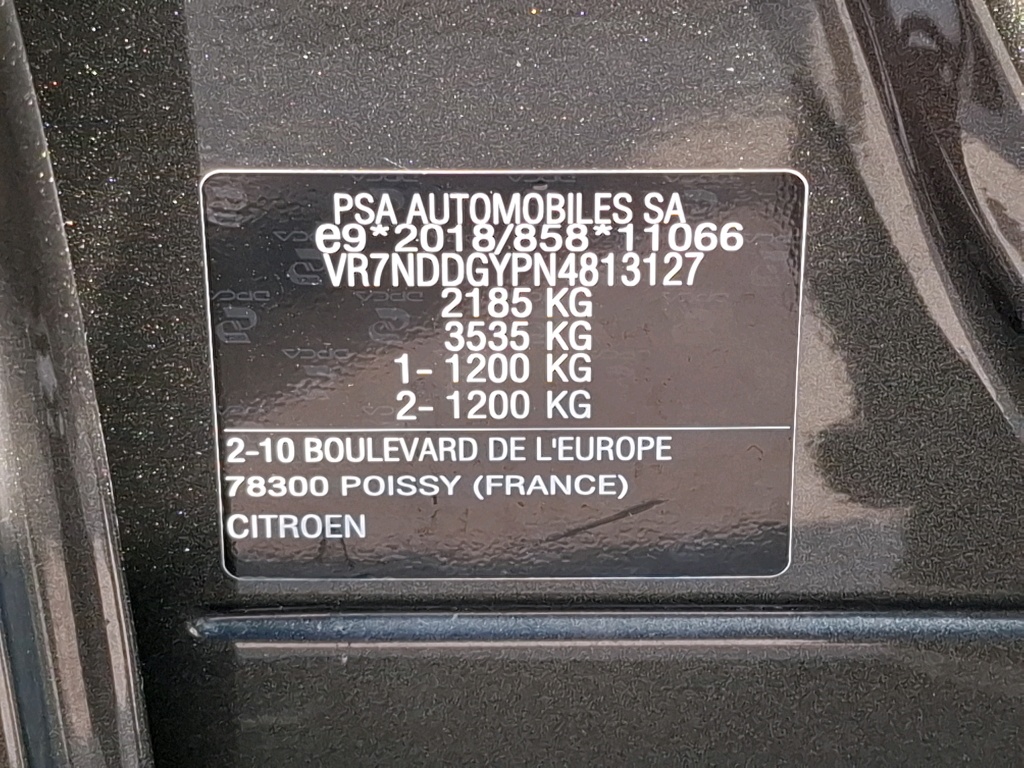 PSA AUTOMOBILES SA
e9*2018/858*11066
VR7NDDGYPN4813127
2185 KG
3535 KG
1- 1200 KG
2- 1200 KG
2-10 BOULEVARD DE L'EUROPE
78300 POISSY (FRANCE)
CITROEN